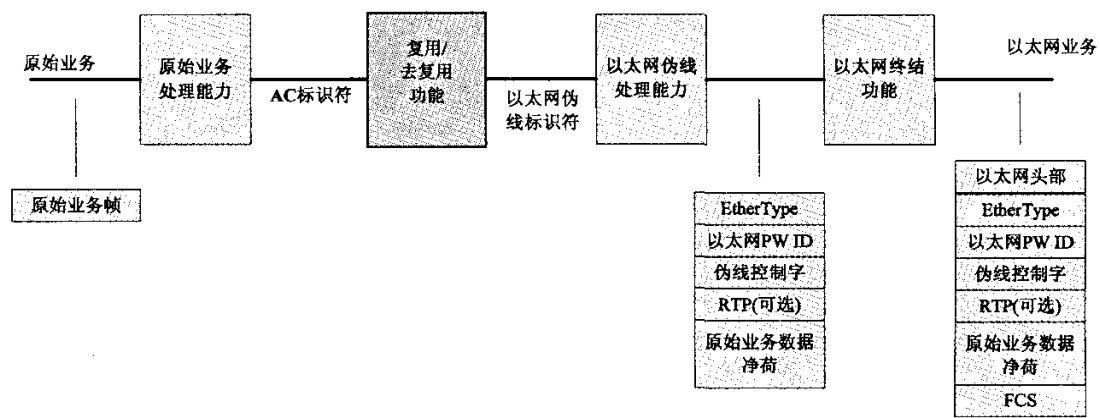 原始业务
原始业务
处理能力
AC标识符
复用/
去复用
功能
以太网伪
线标识符
以太网伪线
处理能力
以太网终结
功能
以太网业务
原始业务帧
EtherType
以太网PW ID
伪线控制字
RTP(可选)
原始业务数据
净荷
以太网头部
EtherType
以太网PW ID
伪线控制字
RTP(可选)
原始业务数据
净荷
FCS